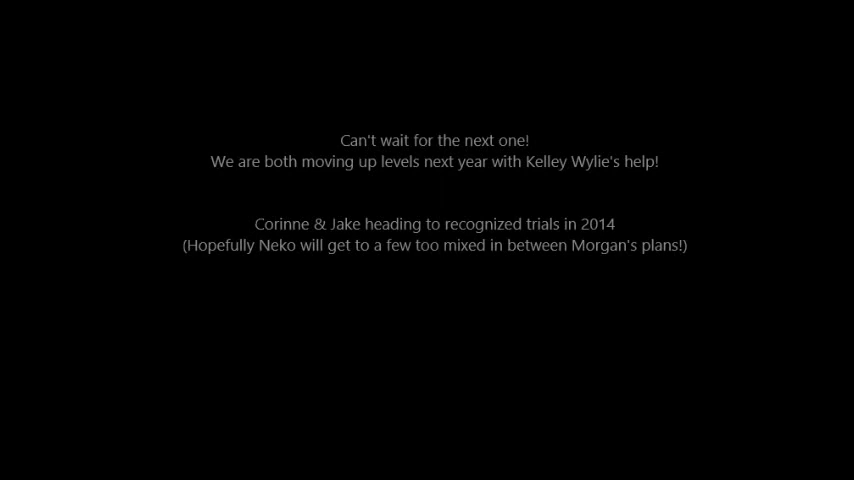 Can't wait for the next one!
We are both moving up levels next year with Kelley Wylie's help!
Corinne & Jake heading to recognized trials in 2014
(Hopefully Neko will get to a few too mixed in between Morgan's plans!)